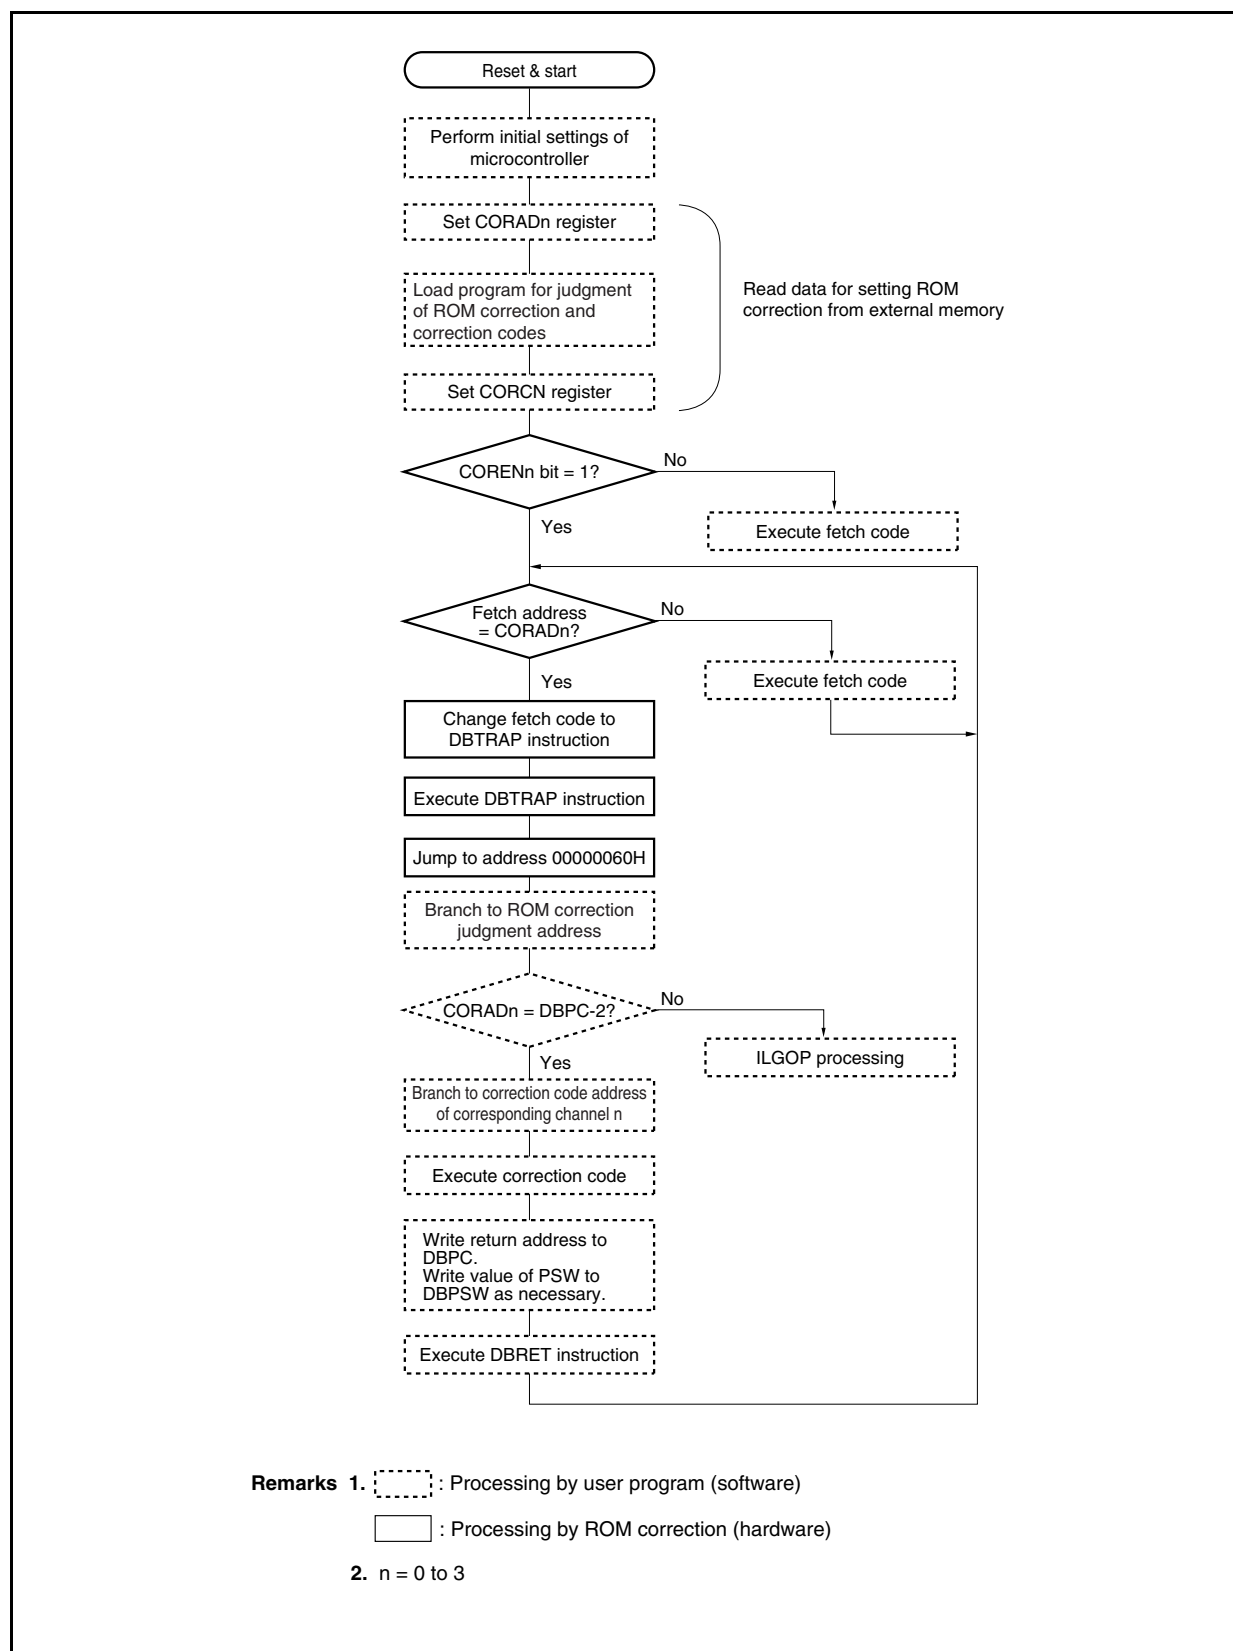 Reset & start
Perform initial settings of
microcontroller
Set CORADn register
Load program for judgment
of ROM correction and
correction codes
Read data for setting ROM
correction from external memory
Set CORCN register
CORENn bit = 1?
No
Execute fetch code
Yes
Fetch address
= CORADn?
No
Execute fetch code
Yes
Change fetch code to
DBTRAP instruction
Execute DBTRAP instruction
Jump to address 00000060H
Branch to ROM correction
judgment address
CORADn = DBPC-2?
No
ILGOP processing
Yes
Branch to correction code address
of corresponding channel n
Execute correction code
Write return address to
DBPC.
Write value of PSW to
DBPSW as necessary.
Execute DBRET instruction
Remarks 1. : Processing by user program (software)
: Processing by ROM correction (hardware)
2. n = 0 to 3